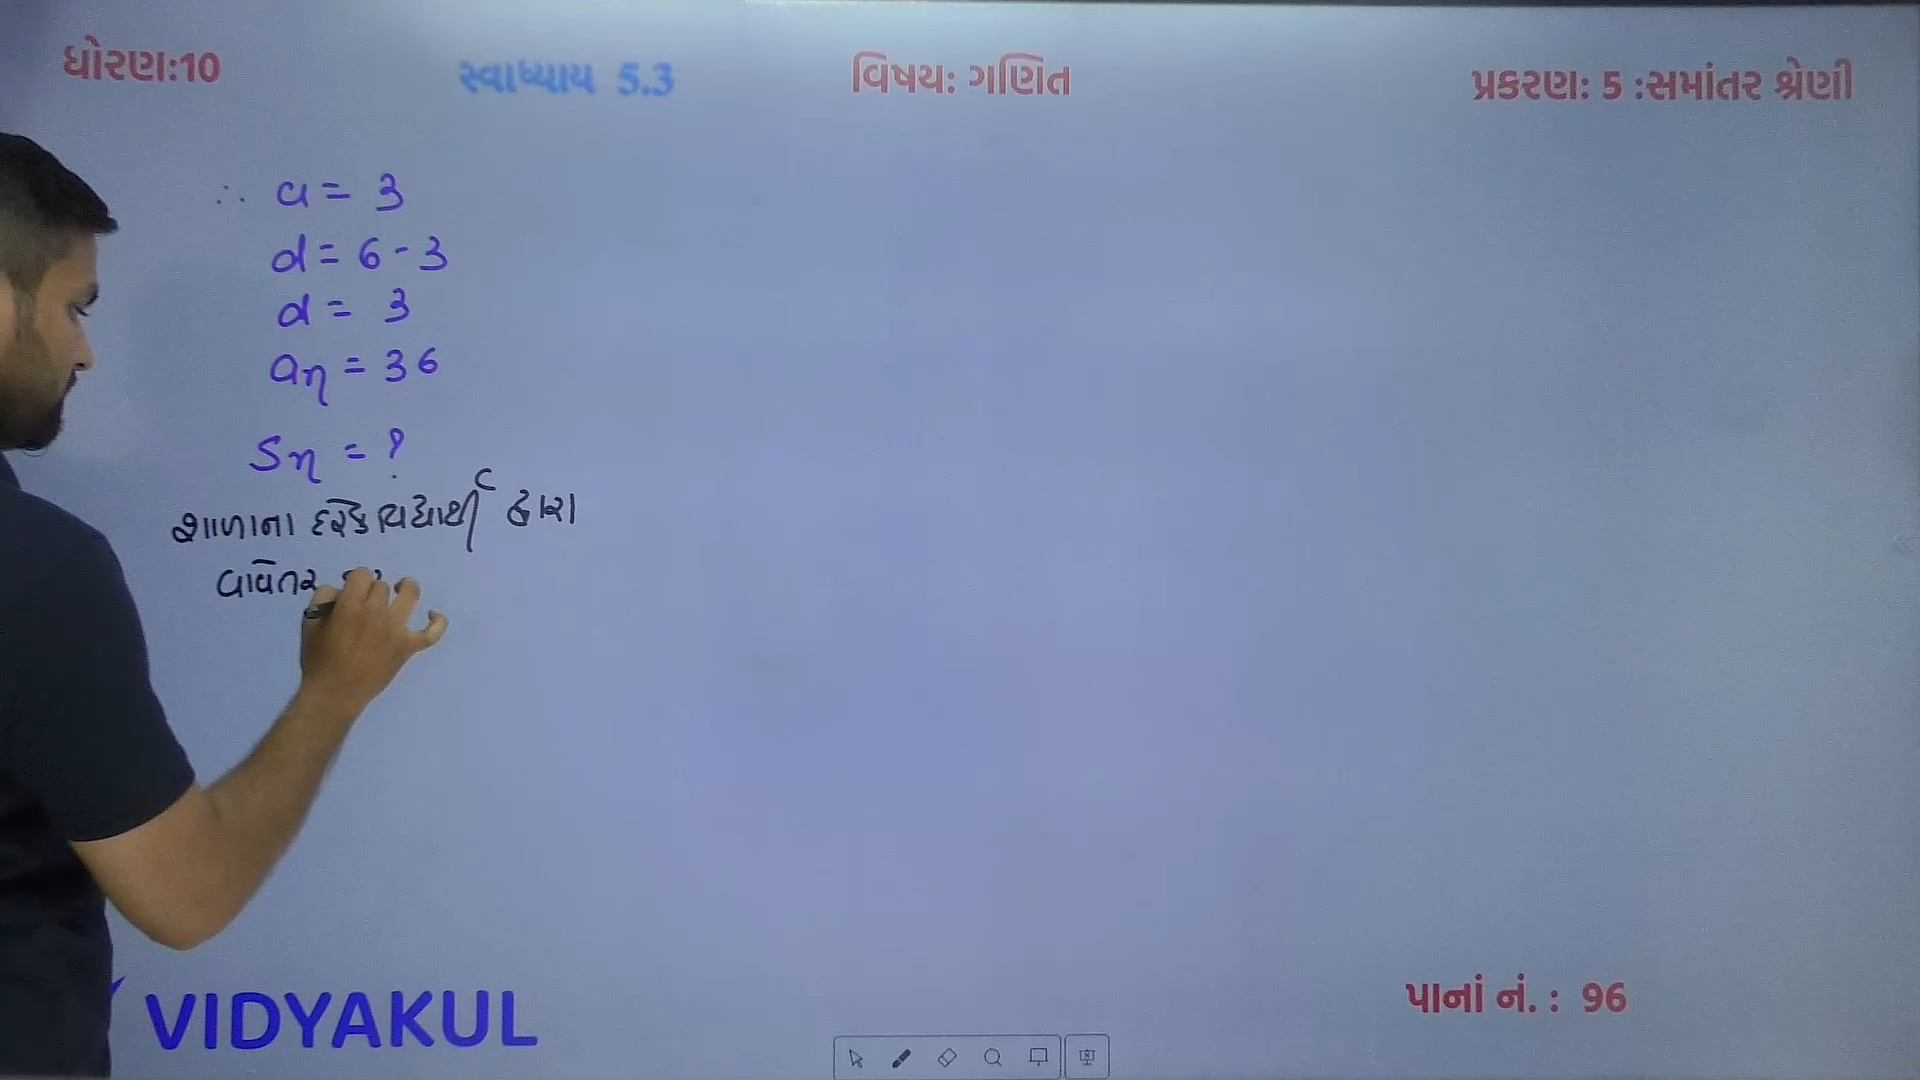 ધોરણ:10
સ્વાધ્યાય 5.3
વિષય: ગણિત
પ્રકરણ: 5 :સમાંતર શ્રેણી
∴ a = 3
d = 6 - 3
d = 3
an = 36
Sn = ?
શાળાના દરેક વિદ્યાર્થી દ્વારા
વાવેતર
VIDYAKUL
પાનાં નં. : 96